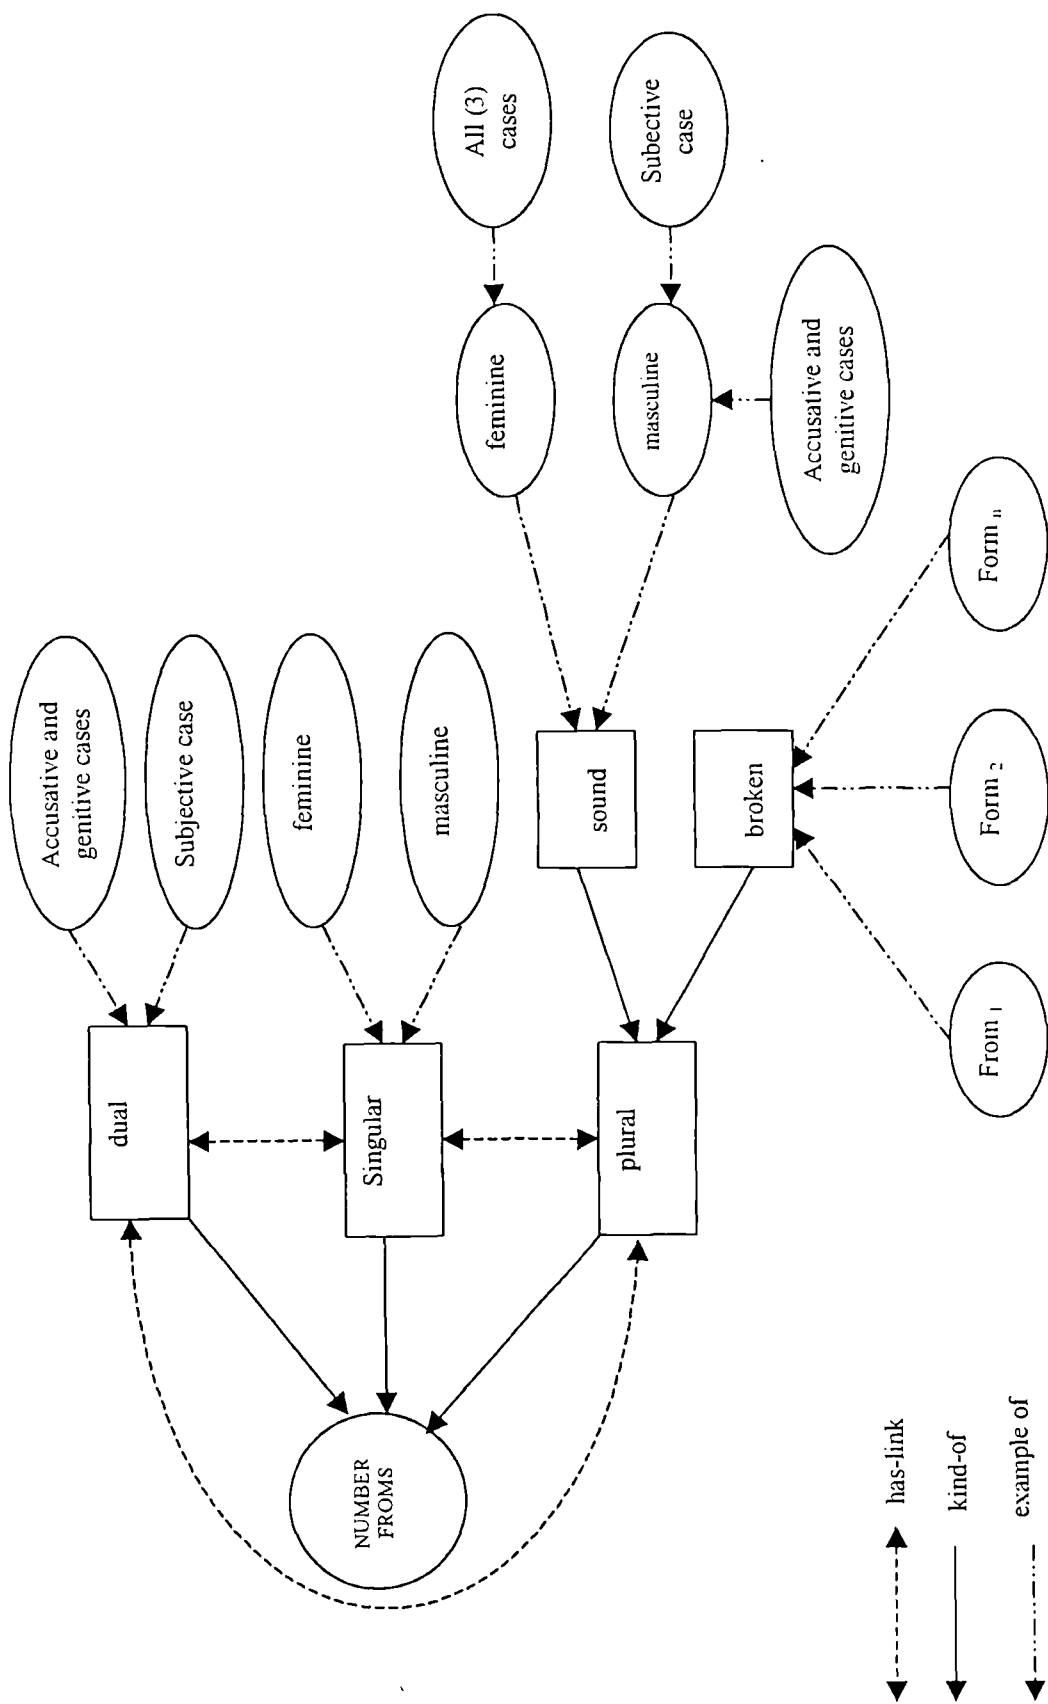 NUMBER
FROMS
dual
Singular
plural
Accusative and
genitive cases
Subjective case
feminine
masculine
sound
broken
feminine
masculine
All (3)
cases
Subective
case
Accusative and
genitive cases
From 1
Form 2
Form n
has-link
kind-of
example of